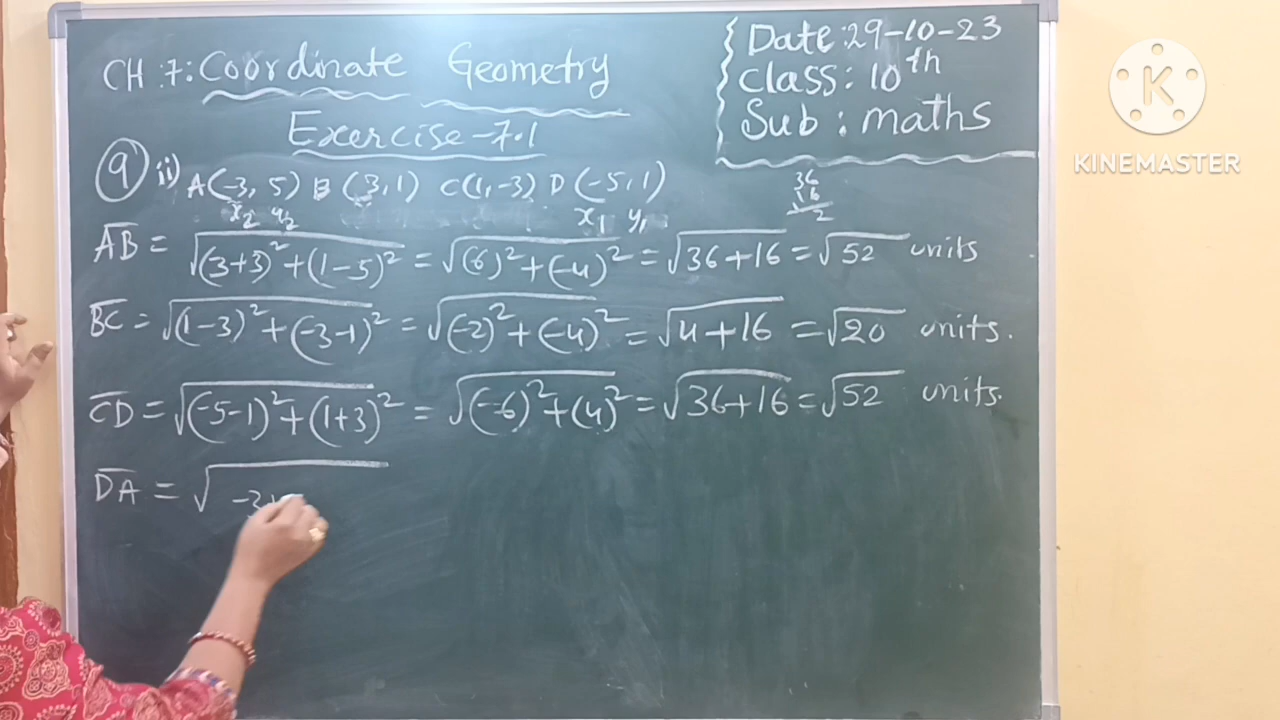 CH:7: Coordinate Geometry
Date: 29-10-23
Class: 10th
Sub: maths
KINEMASTER
Exercise-7.1
9 ii) A(-3, 5) B (3, 1) C(1, -3) D (-5, 1)
x₂ y₂ x₁ y₁
36
16
2
AB = √(3+3)²+(1-5)² = √(6)²+(-4)² = √36+16 = √52 units
BC = √(1-3)²+(-3-1)² = √(-2)²+(-4)² = √4+16 = √20 units.
CD = √(-5-1)²+(1+3)² = √(-6)²+(4)² = √36+16 = √52 units.
DA = √ -3+